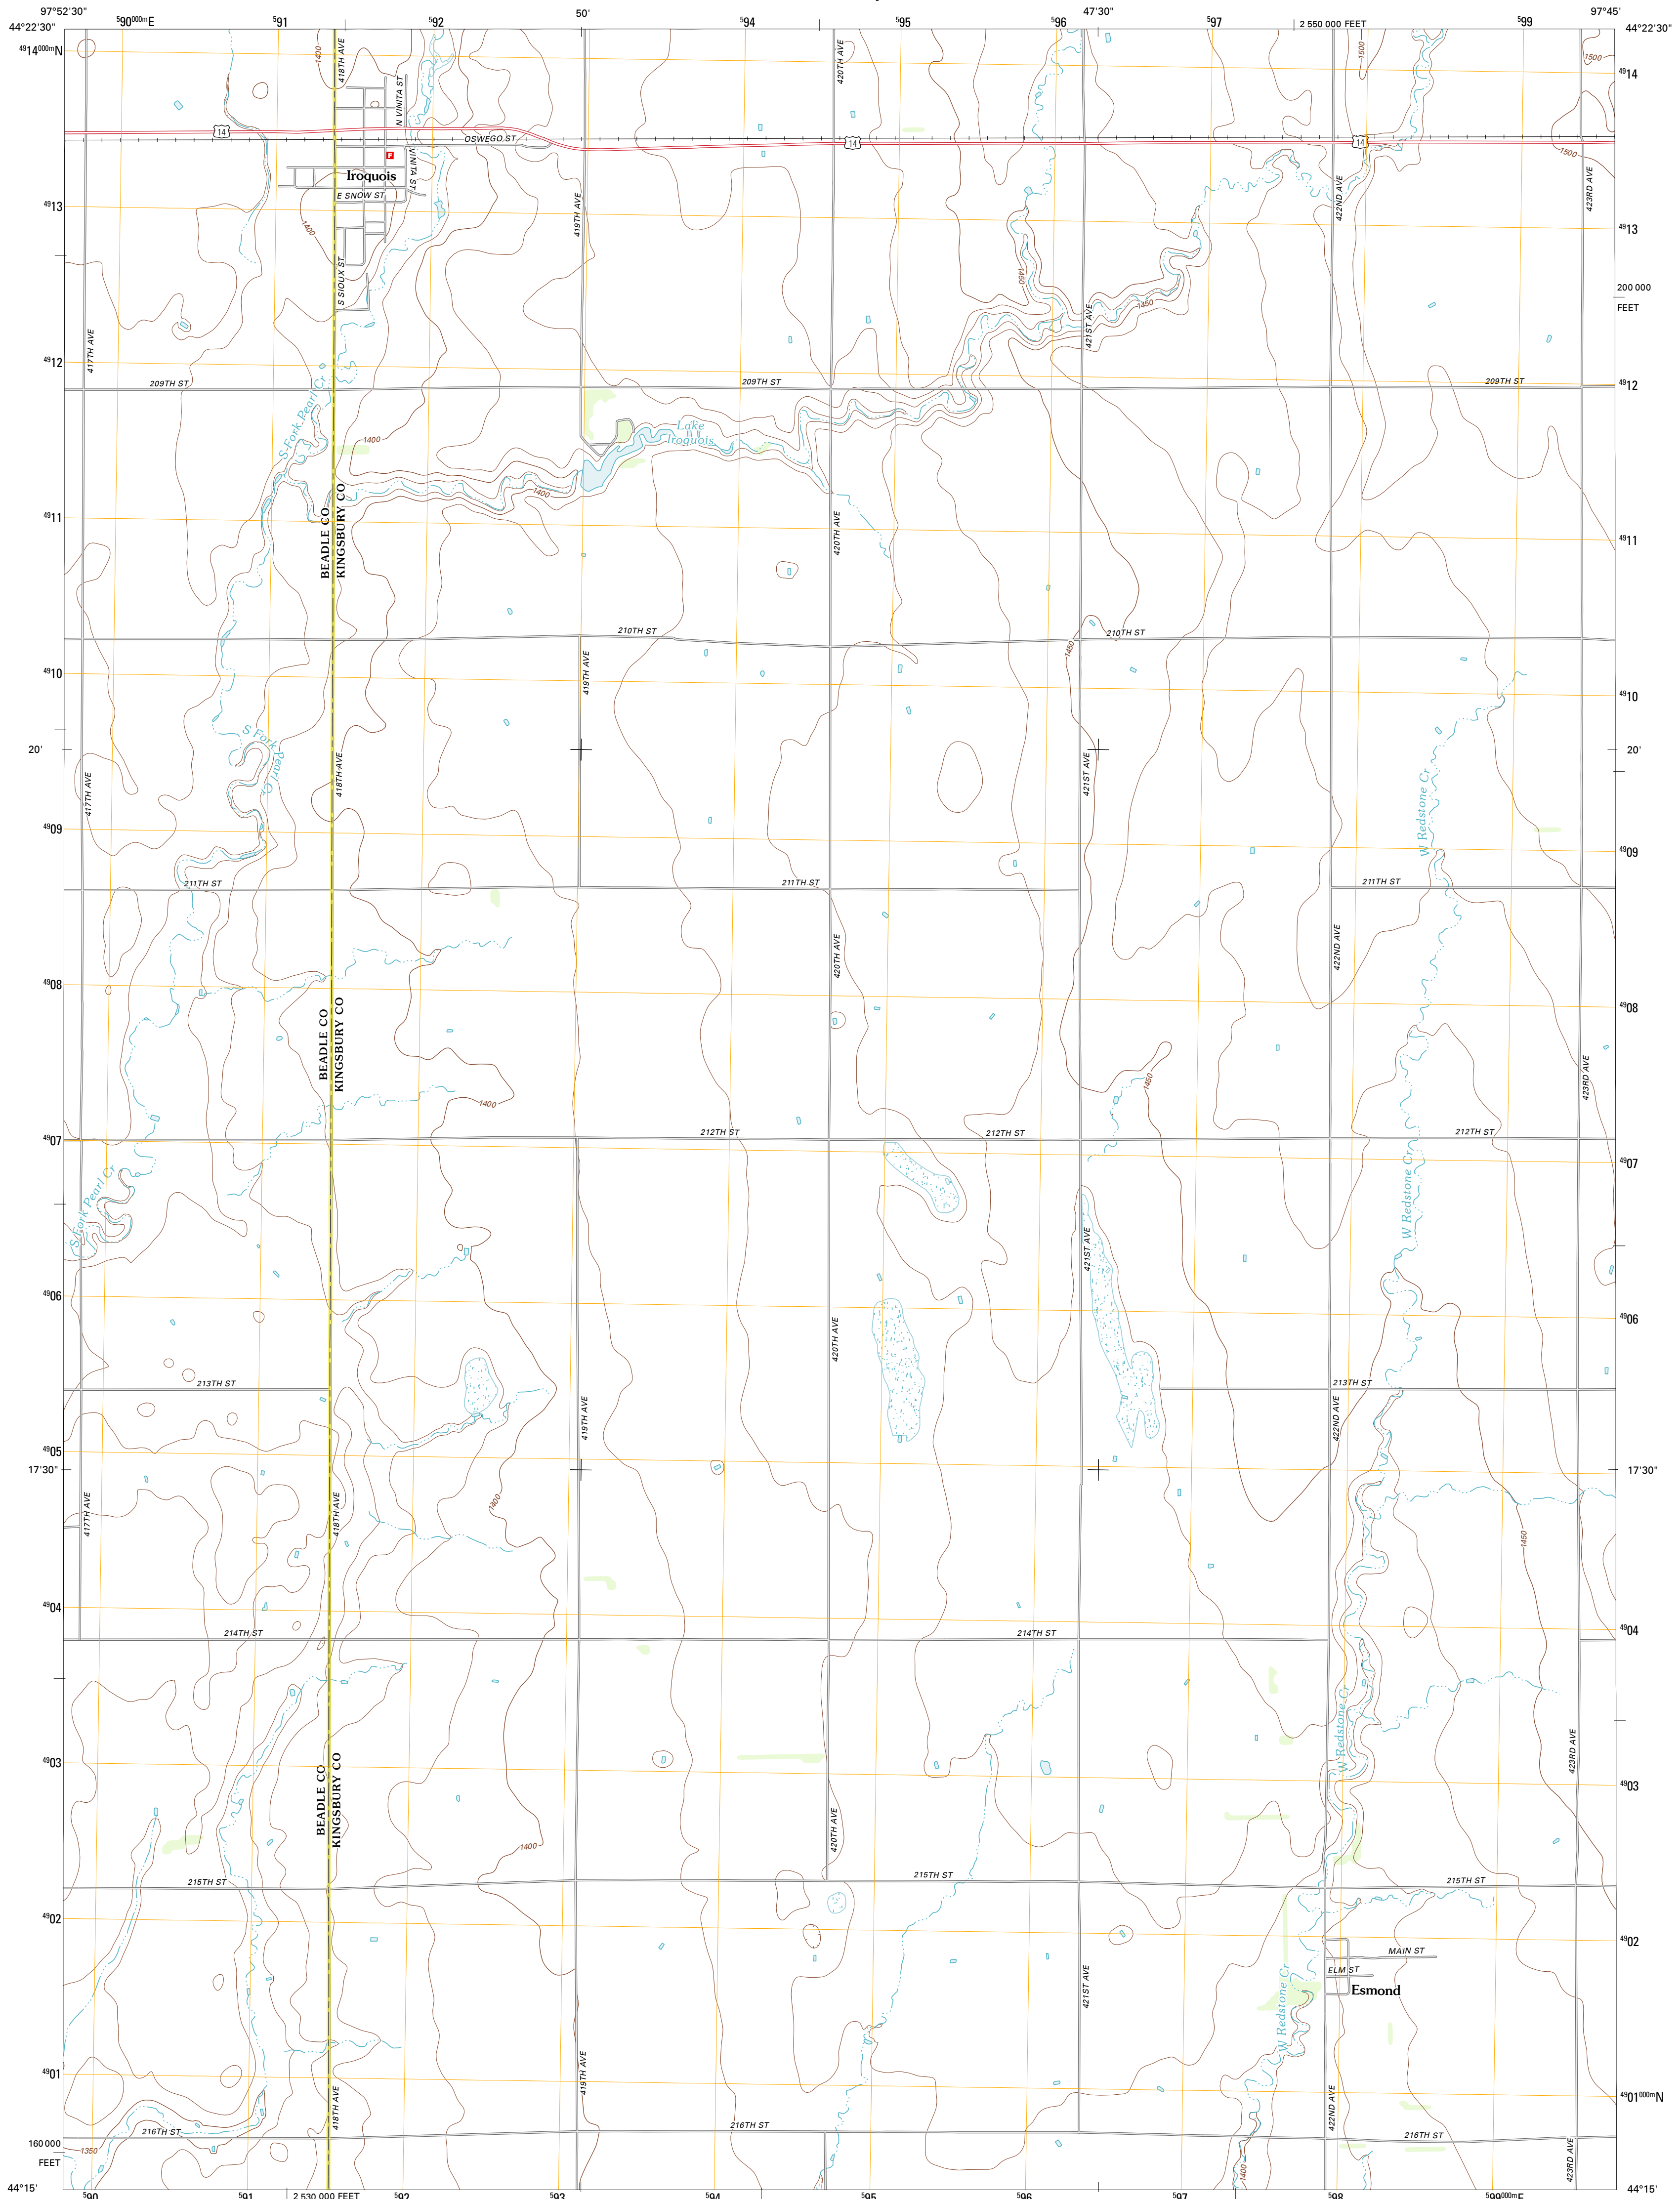 97°52'30" 590000mE 591 592 50' 594 595 596 47'30" 597 2 550 000 FEET 599 97°45'
44°22'30" 44°22'30"
4914000mN 4914
1400 418TH AVE N VINITA ST 420TH AVE 1500 1500
14 OSWEGO ST 14 14
1500
VINITA ST
Iroquois
E SNOW ST
4913 419TH AVE 422ND AVE 423RD AVE 4913
1400
S SIOUX ST
1450 1450
200 000
FEET
417TH AVE 421ST AVE
4912 4912
209TH ST 209TH ST 209TH ST
S Fork Pearl Cr
Lake
Iroquois
1400
1400
4911 BEADLE CO 420TH AVE 4911
KINGSBURY CO
210TH ST 210TH ST
1450
4910 419TH AVE 4910
S Fork
Pearl Cr
20' 20'
417TH AVE 418TH AVE 421ST AVE W Redstone Cr
4909 4909
211TH ST 211TH ST 211TH ST
420TH AVE 422ND AVE
4908 4908
BEADLE CO
KINGSBURY CO
1400 1450 423RD AVE
4907 212TH ST 212TH ST 212TH ST 4907
S Fork Pearl Cr W Redstone Cr
421ST AVE
4906 4906
420TH AVE
213TH ST 213TH ST
419TH AVE 422ND AVE
4905 4905
17'30" 17'30"
417TH AVE 418TH AVE 1400 1450
4904 4904
214TH ST 214TH ST
W Redstone Cr
4903 BEADLE CO 423RD AVE 4903
KINGSBURY CO
420TH AVE
1400
215TH ST 215TH ST 215TH ST
4902 4902
MAIN ST
ELM ST
Esmond
421ST AVE W Redstone Cr
4901 419TH AVE 4901000mN
418TH AVE 422ND AVE
216TH ST 216TH ST 216TH ST
160 000
FEET
1350 1400 423RD AVE
44°15' 44°15'
590 591 2 530 000 FEET 592 593 594 595 596 597 598 599000mE